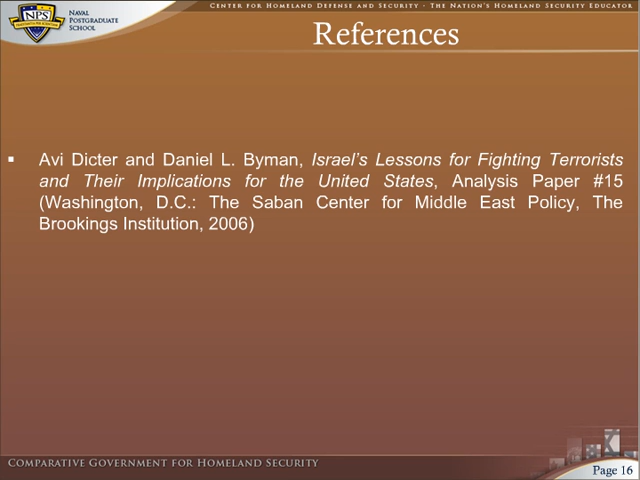 Center for Homeland Defense and Security · The Nation's Homeland Security Educator
NPS
Naval
Postgraduate
School
References
▪ Avi Dicter and Daniel L. Byman, Israel's Lessons for Fighting Terrorists
and Their Implications for the United States, Analysis Paper #15
(Washington, D.C.: The Saban Center for Middle East Policy, The
Brookings Institution, 2006)
Comparative Government for Homeland Security
Page 16